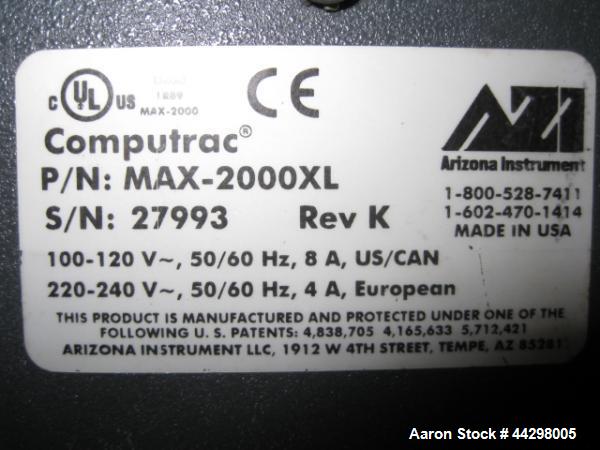 c UL US
1R89
MAX-2000
CE
Computrac®
P/N: MAX-2000XL
S/N: 27993 Rev K
Arizona Instrument
1-800-528-7411
1-602-470-1414
MADE IN USA
100-120 V~, 50/60 Hz, 8 A, US/CAN
220-240 V~, 50/60 Hz, 4 A, European
THIS PRODUCT IS MANUFACTURED AND PROTECTED UNDER ONE OF THE
FOLLOWING U. S. PATENTS: 4,838,705 4,165,633 5,712,421
ARIZONA INSTRUMENT LLC, 1912 W 4TH STREET, TEMPE, AZ 85281
Aaron Stock # 44298005